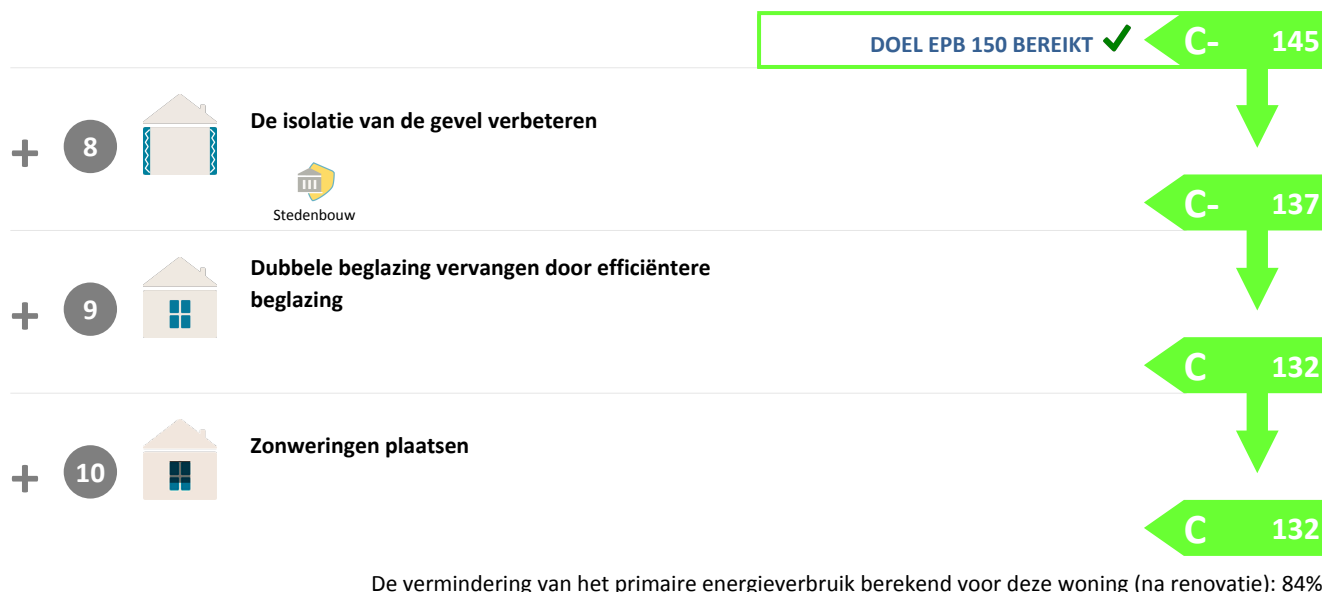 DOEL EPB 150 BEREIKT
C- 145
+ 8 De isolatie van de gevel verbeteren
Stedenbouw
C- 137
+ 9 Dubbele beglazing vervangen door efficiëntere
beglazing
C 132
+ 10 Zonweringen plaatsen
C 132
De vermindering van het primaire energieverbruik berekend voor deze woning (na renovatie): 84%